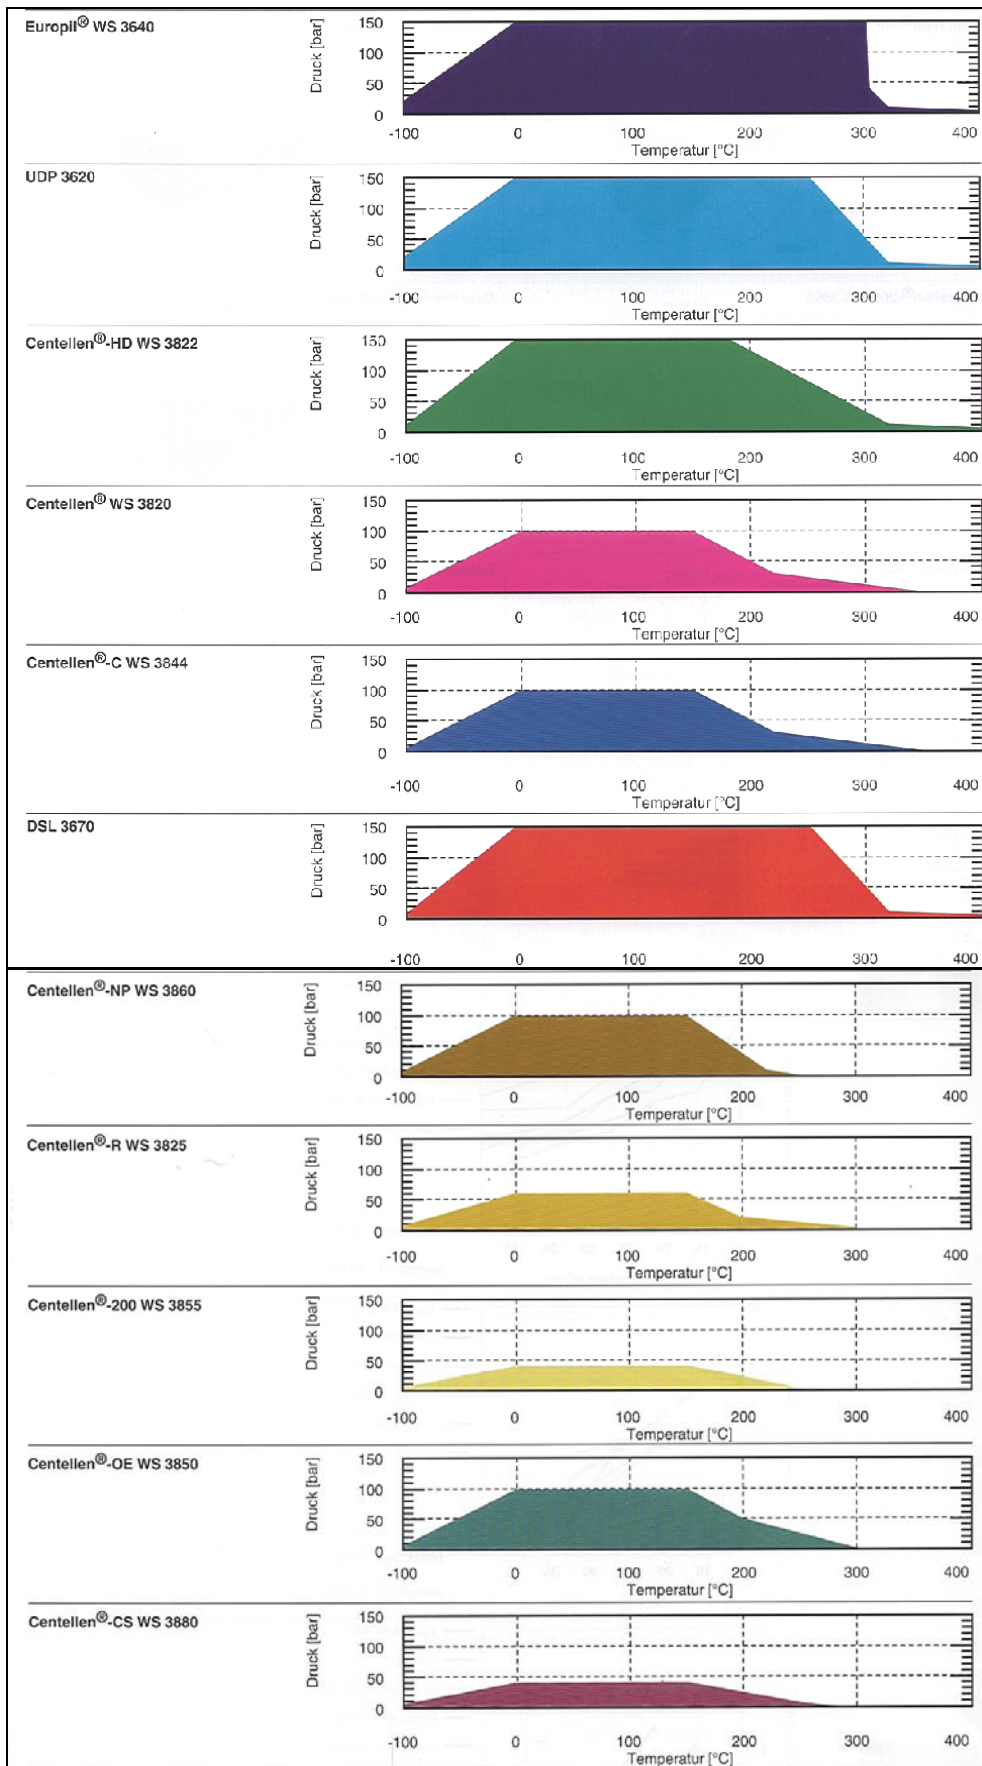 Europil® WS 3640
Druck [bar]
150
100
50
0
-100 0 100 200 300 400
Temperatur [°C]
UDP 3620
Druck [bar]
150
100
50
0
-100 0 100 200 300 400
Temperatur [°C]
Centellen®-HD WS 3822
Druck [bar]
150
100
50
0
-100 0 100 200 300 400
Temperatur [°C]
Centellen® WS 3820
Druck [bar]
150
100
50
0
-100 0 100 200 300 400
Temperatur [°C]
Centellen®-C WS 3844
Druck [bar]
150
100
50
0
-100 0 100 200 300 400
Temperatur [°C]
DSL 3670
Druck [bar]
150
100
50
0
-100 0 100 200 300 400
Centellen®-NP WS 3860
Druck [bar]
150
100
50
0
-100 0 100 200 300 400
Temperatur [°C]
Centellen®-R WS 3825
Druck [bar]
150
100
50
0
-100 0 100 200 300 400
Temperatur [°C]
Centellen®-200 WS 3855
Druck [bar]
150
100
50
0
-100 0 100 200 300 400
Temperatur [°C]
Centellen®-OE WS 3850
Druck [bar]
150
100
50
0
-100 0 100 200 300 400
Temperatur [°C]
Centellen®-CS WS 3880
Druck [bar]
150
100
50
0
-100 0 100 200 300 400
Temperatur [°C]